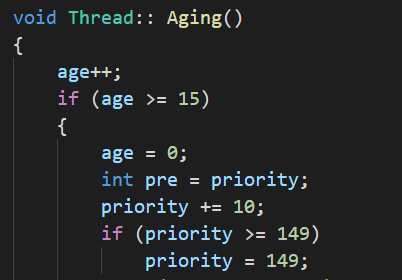 void Thread:: Aging()
{
    age++;
    if (age >= 15)
    {
        age = 0;
        int pre = priority;
        priority += 10;
        if (priority >= 149)
            priority = 149;